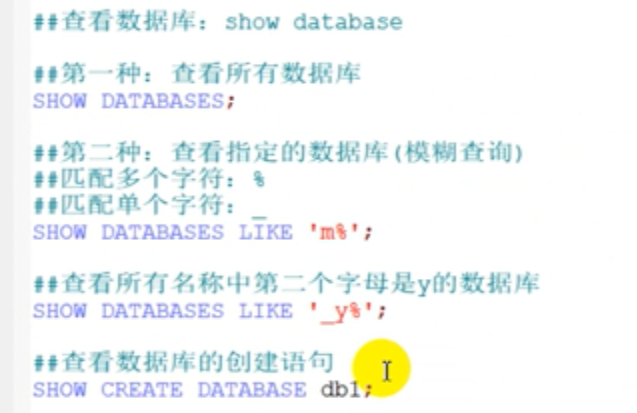 ##查看数据库：show database
##第一种：查看所有数据库
SHOW DATABASES;
##第二种：查看指定的数据库(模糊查询)
##匹配多个字符：%
##匹配单个字符：_
SHOW DATABASES LIKE 'm%';
##查看所有名称中第二个字母是y的数据库
SHOW DATABASES LIKE '_y%';
##查看数据库的创建语句
SHOW CREATE DATABASE db1;